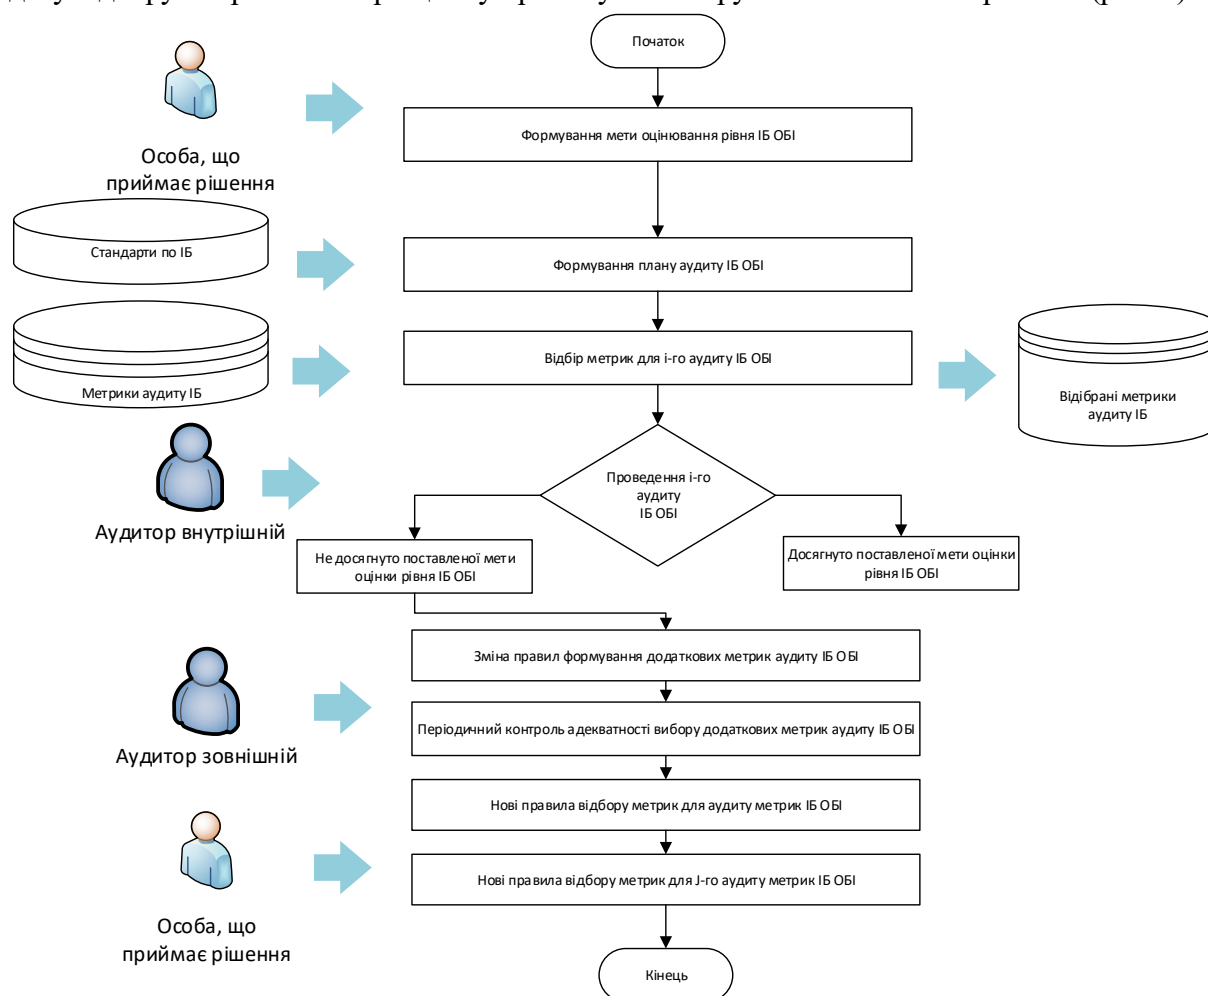 Початок
Формування мети оцінювання рівня ІБ ОБІ
Особа, що
приймає рішення
Стандарти по ІБ
Формування плану аудиту ІБ ОБІ
Метрики аудиту ІБ
Відбір метрик для і-го аудиту ІБ ОБІ
Відібрані метрики
аудиту ІБ
Проведення і-го
аудиту
ІБ ОБІ
Аудитор внутрішній
Не досягнуто поставленої мети
оцінки рівня ІБ ОБІ
Досягнуто поставленої мети оцінки
рівня ІБ ОБІ
Зміна правил формування додаткових метрик аудиту ІБ ОБІ
Аудитор зовнішній
Періодичний контроль адекватності вибору додаткових метрик аудиту ІБ ОБІ
Нові правила відбору метрик для аудиту метрик ІБ ОБІ
Нові правила відбору метрик для J-го аудиту метрик ІБ ОБІ
Особа, що
приймає рішення
Кінець